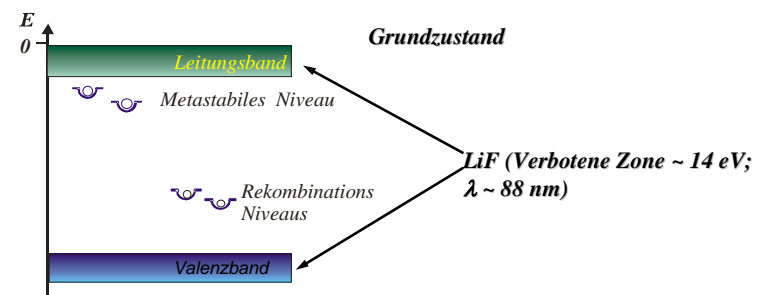 E
0
Grundzustand
Leitungsband
Metastabiles Niveau
LiF (Verbotene Zone ~ 14 eV;
λ ~ 88 nm)
Rekombinations
Niveaus
Valenzband